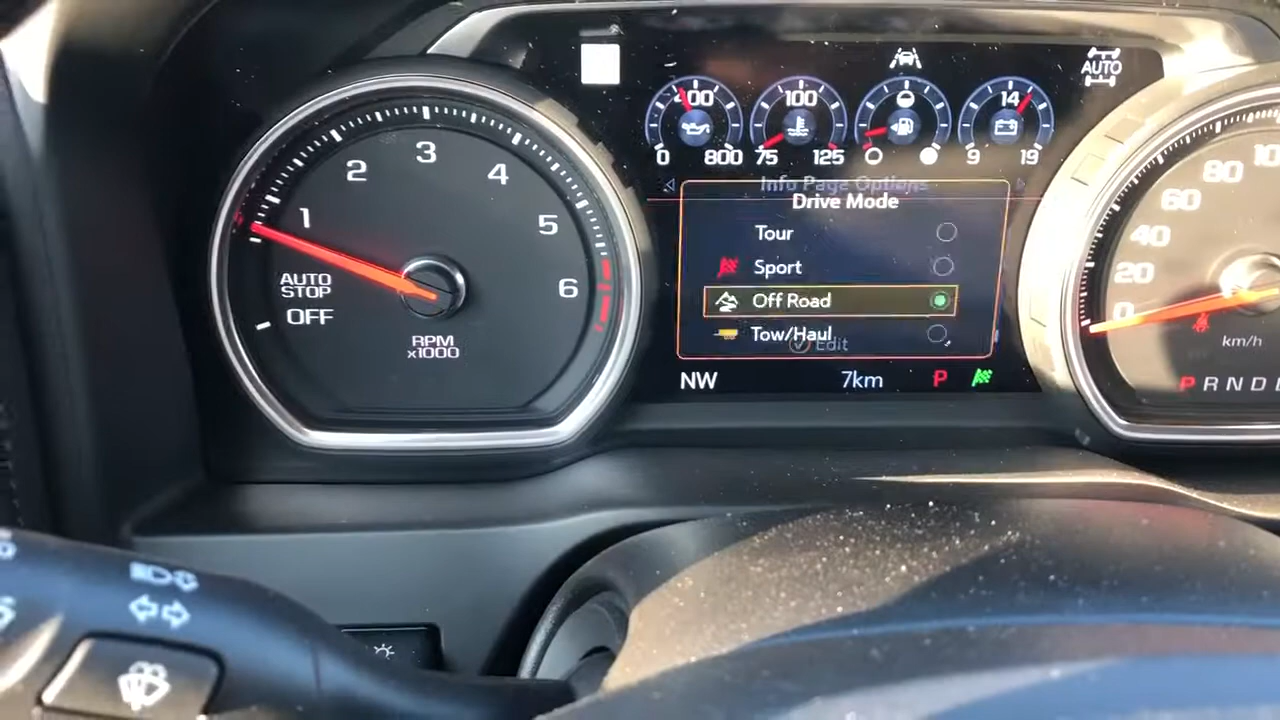 1
2
3
4
5
6
AUTO
STOP
OFF
RPM
x1000
400
0 800
100
75 125
14
9 19
AUTO
Info Page Options
Drive Mode
Tour
Sport
Off Road
Tow/Haul
Edit
NW 7km P
0
20
40
60
80
km/h
P R N D